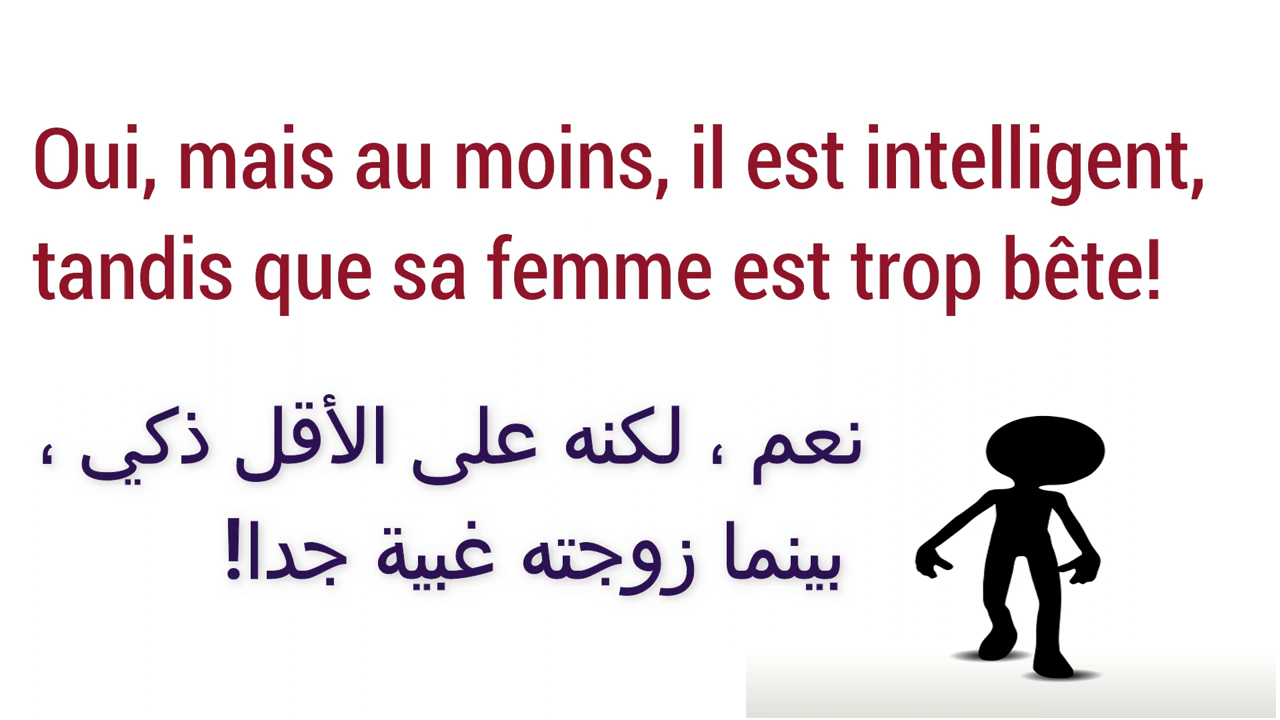 Oui, mais au moins, il est intelligent,
tandis que sa femme est trop bête!
نعم ، لكنه على الأقل ذكي ،
بينما زوجته غبية جدا!